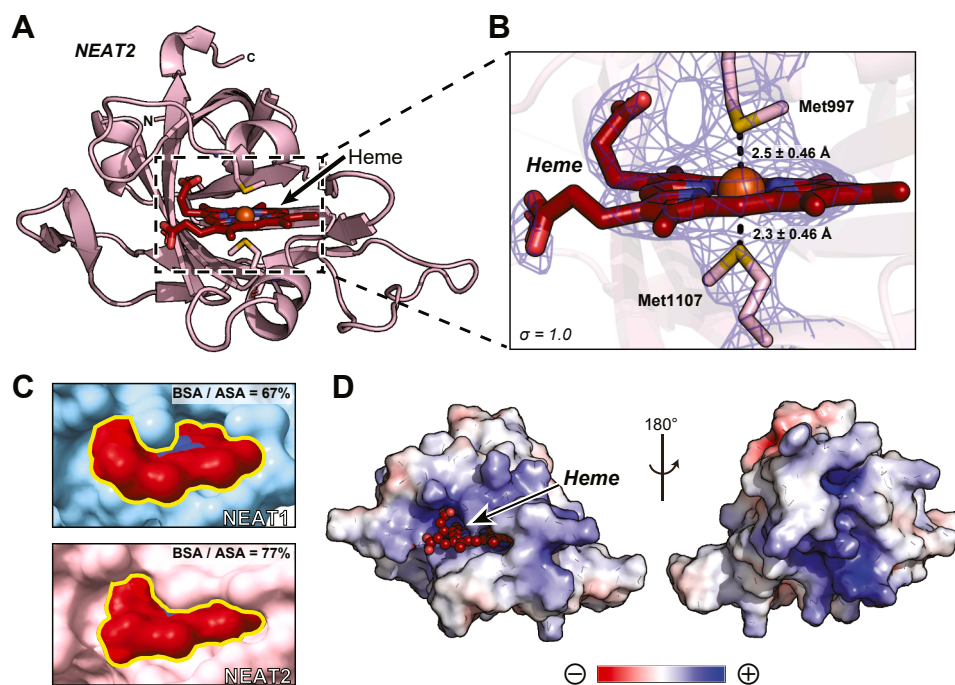 A
NEAT2
C
N
Heme
B
Met997
2.5 ± 0.46 Å
Heme
2.3 ± 0.46 Å
Met1107
σ = 1.0
C
BSA / ASA = 67%
NEAT1
BSA / ASA = 77%
NEAT2
D
Heme
180°
− +